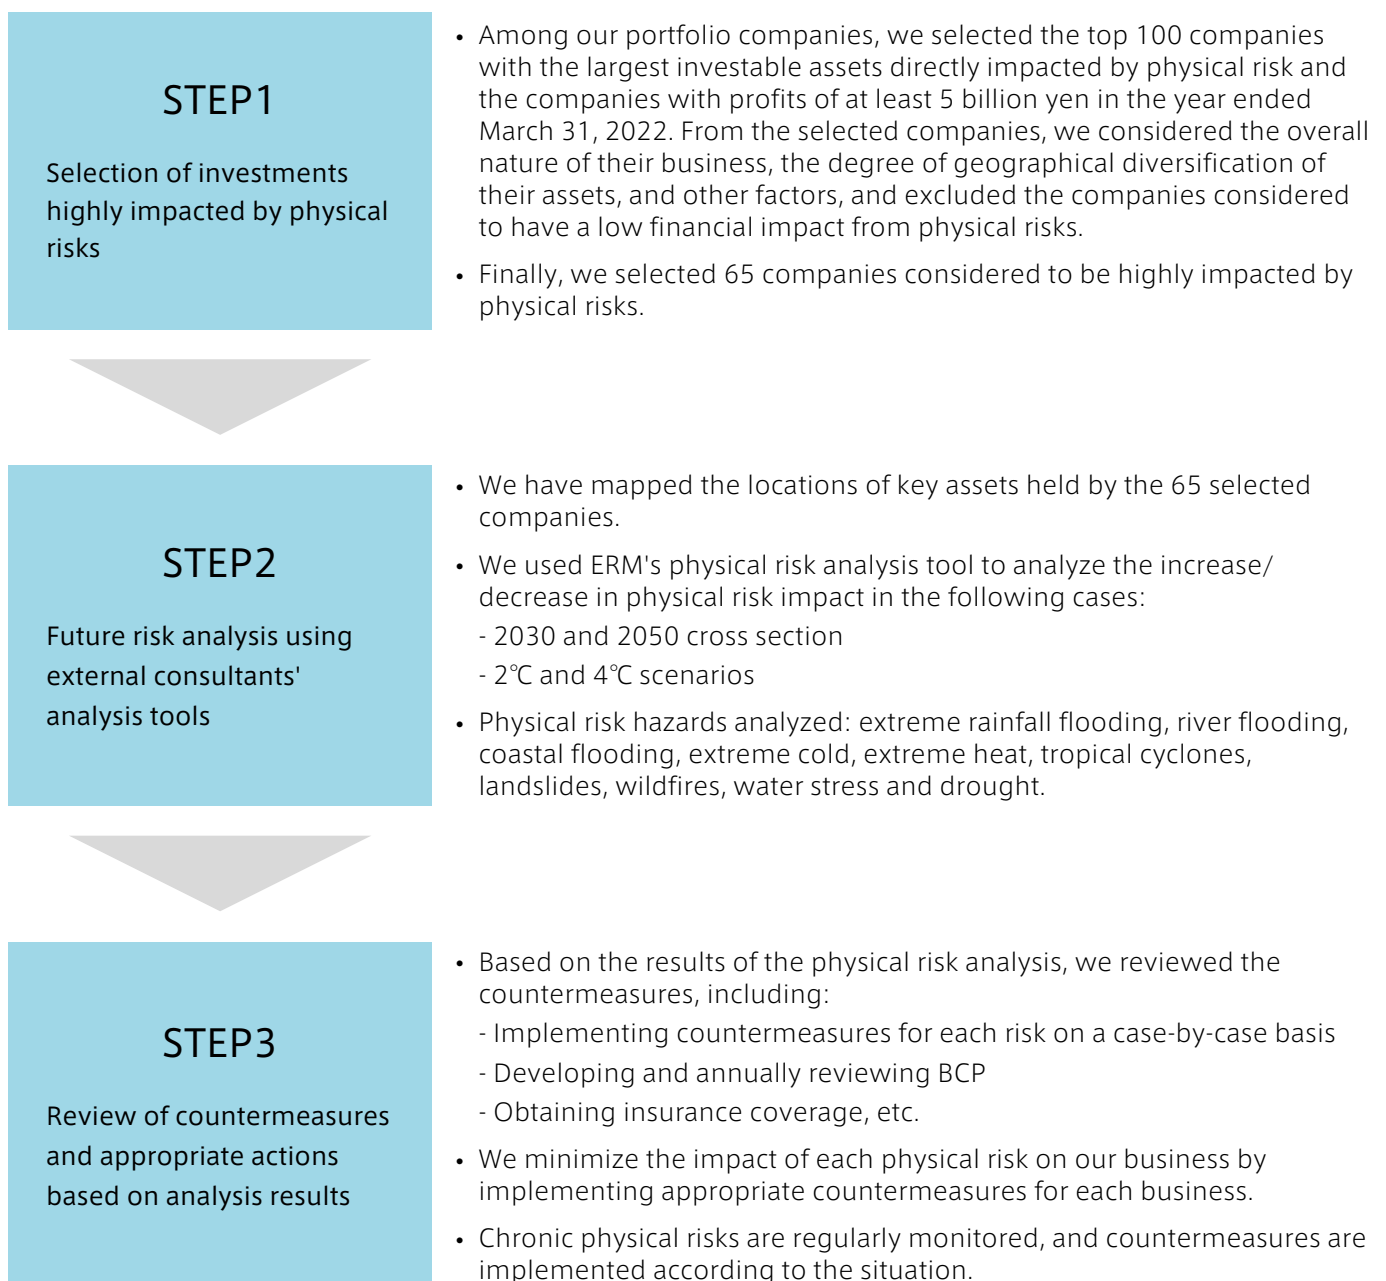 STEP1
Selection of investments
highly impacted by physical
risks
• Among our portfolio companies, we selected the top 100 companies
with the largest investable assets directly impacted by physical risk and
the companies with profits of at least 5 billion yen in the year ended
March 31, 2022. From the selected companies, we considered the overall
nature of their business, the degree of geographical diversification of
their assets, and other factors, and excluded the companies considered
to have a low financial impact from physical risks.
• Finally, we selected 65 companies considered to be highly impacted by
physical risks.
STEP2
Future risk analysis using
external consultants'
analysis tools
• We have mapped the locations of key assets held by the 65 selected
companies.
• We used ERM's physical risk analysis tool to analyze the increase/
decrease in physical risk impact in the following cases:
- 2030 and 2050 cross section
- 2℃ and 4℃ scenarios
• Physical risk hazards analyzed: extreme rainfall flooding, river flooding,
coastal flooding, extreme cold, extreme heat, tropical cyclones,
landslides, wildfires, water stress and drought.
STEP3
Review of countermeasures
and appropriate actions
based on analysis results
• Based on the results of the physical risk analysis, we reviewed the
countermeasures, including:
- Implementing countermeasures for each risk on a case-by-case basis
- Developing and annually reviewing BCP
- Obtaining insurance coverage, etc.
• We minimize the impact of each physical risk on our business by
implementing appropriate countermeasures for each business.
• Chronic physical risks are regularly monitored, and countermeasures are
implemented according to the situation.